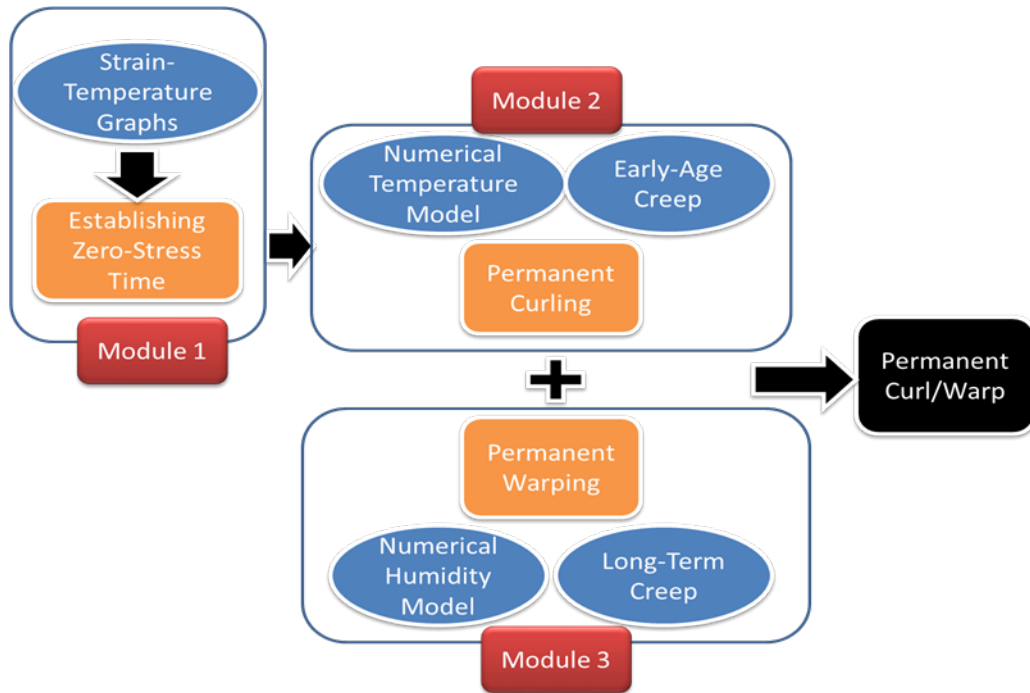 Strain-
Temperature
Graphs
Establishing
Zero-Stress
Time
Module 1
Module 2
Numerical
Temperature
Model
Early-Age
Creep
Permanent
Curling
Permanent
Warping
Numerical
Humidity
Model
Long-Term
Creep
Module 3
Permanent
Curl/Warp